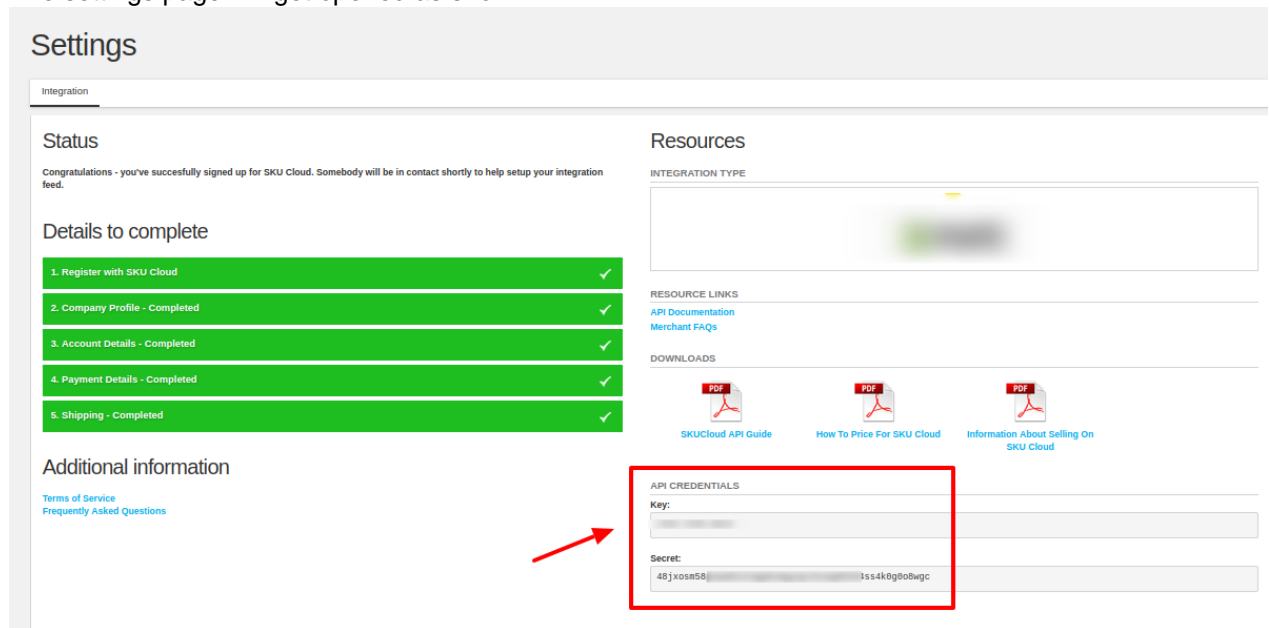 Settings
Integration
Status
Congratulations - you've succesfully signed up for SKU Cloud. Somebody will be in contact shortly to help setup your integration
feed.
Details to complete
1. Register with SKU Cloud
2. Company Profile - Completed
3. Account Details - Completed
4. Payment Details - Completed
5. Shipping - Completed
Additional information
Terms of Service
Frequently Asked Questions
Resources
INTEGRATION TYPE
RESOURCE LINKS
API Documentation
Merchant FAQs
DOWNLOADS
PDF PDF PDF
SKUCloud API Guide How To Price For SKU Cloud Information About Selling On
SKU Cloud
API CREDENTIALS
Key:
Secret:
48jxosm58 4ss4k0g0o8wgc